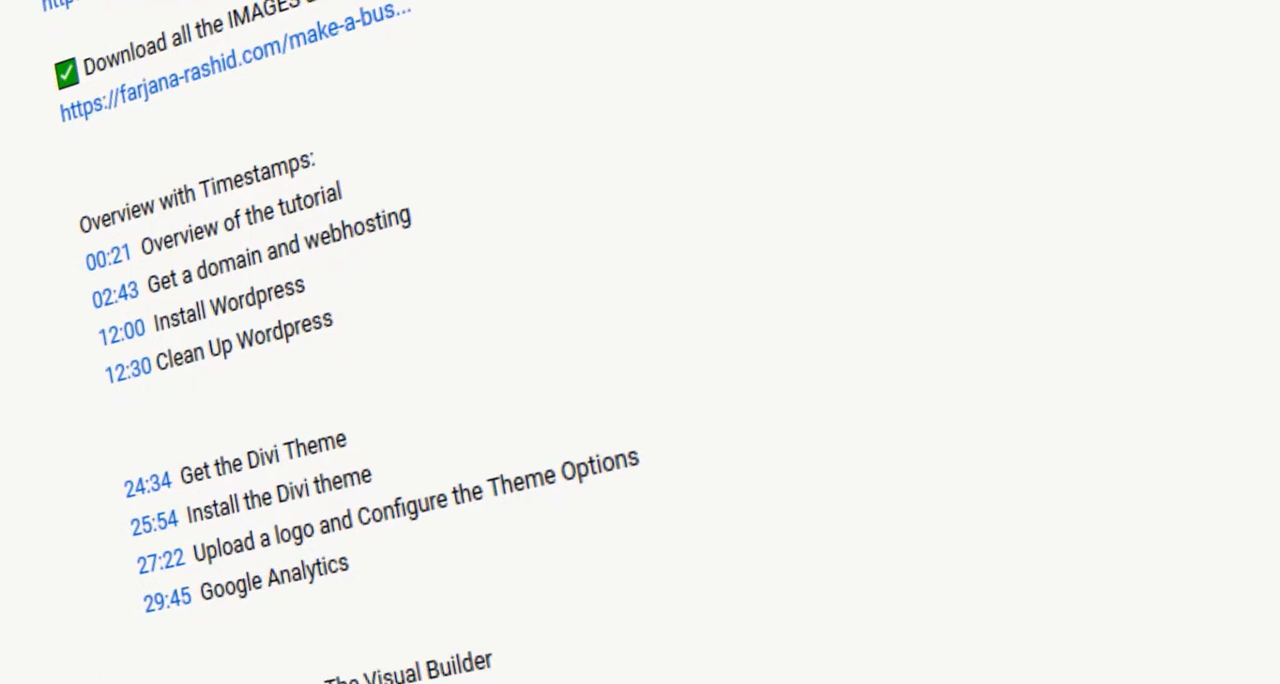 ✅ Download all the IMAGES
https://farjana-rashid.com/make-a-bus...
Overview with Timestamps:
00:21 Overview of the tutorial
02:43 Get a domain and webhosting
12:00 Install Wordpress
12:30 Clean Up Wordpress
24:34 Get the Divi Theme
25:54 Install the Divi theme
27:22 Upload a logo and Configure the Theme Options
29:45 Google Analytics
The Visual Builder